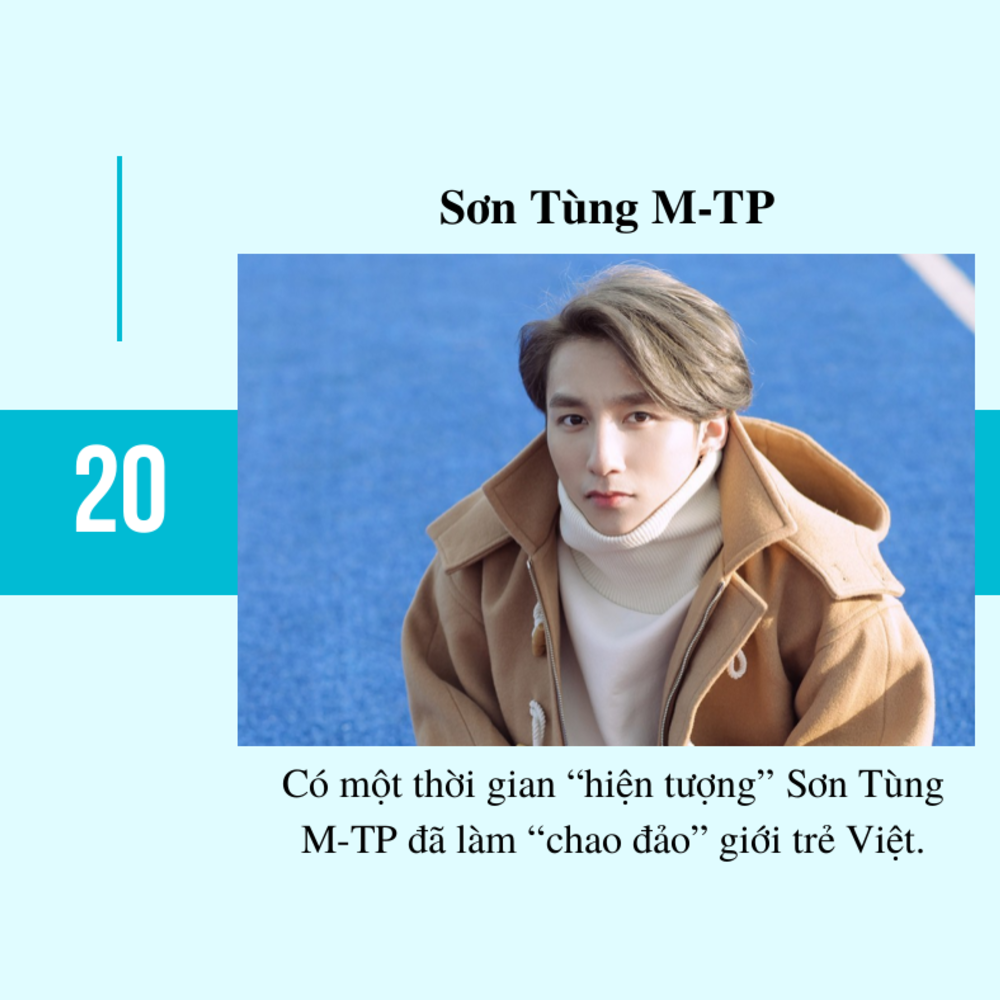 Sơn Tùng M-TP
20
Có một thời gian “hiện tượng” Sơn Tùng
M-TP đã làm “chao đảo” giới trẻ Việt.